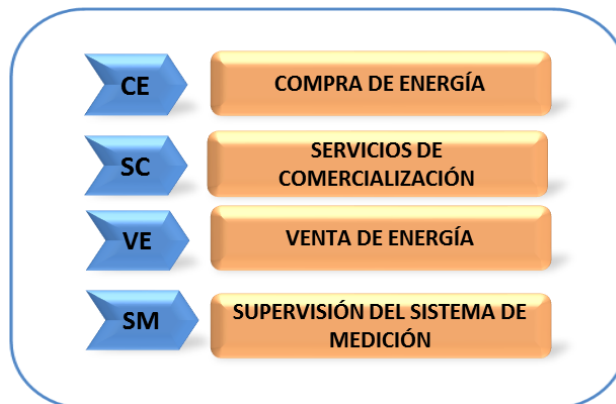 CE
COMPRA DE ENERGÍA
SC
SERVICIOS DE
COMERCIALIZACIÓN
VE
VENTA DE ENERGÍA
SM
SUPERVISIÓN DEL SISTEMA DE
MEDICIÓN